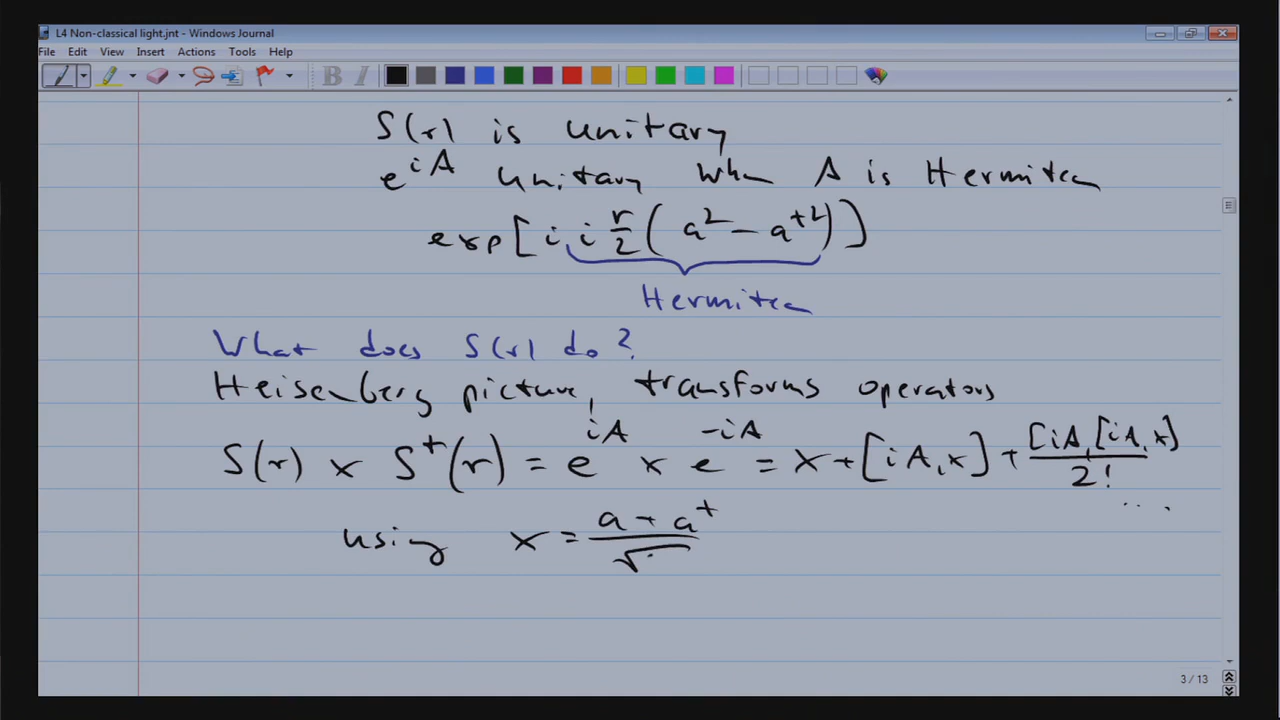 L4 Non-classical light.jnt - Windows Journal
File Edit View Insert Actions Tools Help
B I
S(r) is unitary
e^{iA} unitary when A is Hermitean
exp[i i r/2 (a² - a^{+2})]
Hermitean
What does S(r) do?
Heisenberg picture, transforms operators
S(r) x S⁺(r) = e^{iA} x e^{-iA} = x + [iA, x] + [iA, [iA, x]/2!
...
using x = (a + a⁺)/√
3 / 13